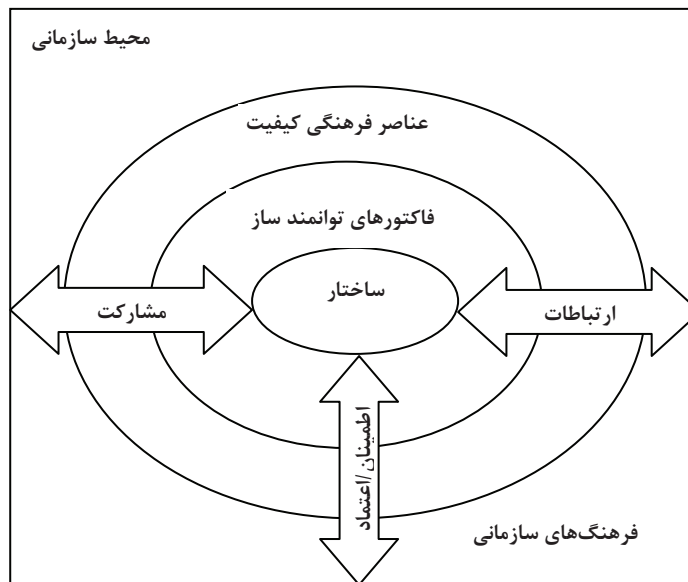 محیط سازمانی
عناصر فرهنگی کیفیت
فاکتورهای توانمند ساز
ساختار
ارتباطات
مشارکت
اطمینان/اعتماد
فرهنگ‌های سازمانی